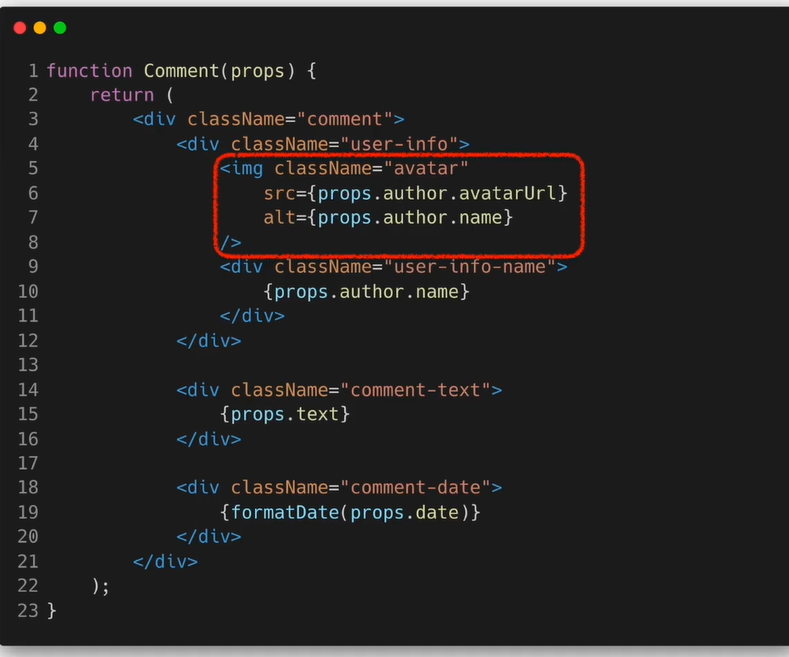 1 function Comment(props) {
2     return (
3         <div className="comment">
4             <div className="user-info">
5                 <img className="avatar"
6                     src={props.author.avatarUrl}
7                     alt={props.author.name}
8                 />
9                 <div className="user-info-name">
10                     {props.author.name}
11                 </div>
12             </div>
13
14             <div className="comment-text">
15                 {props.text}
16             </div>
17
18             <div className="comment-date">
19                 {formatDate(props.date)}
20             </div>
21         </div>
22     );
23 }